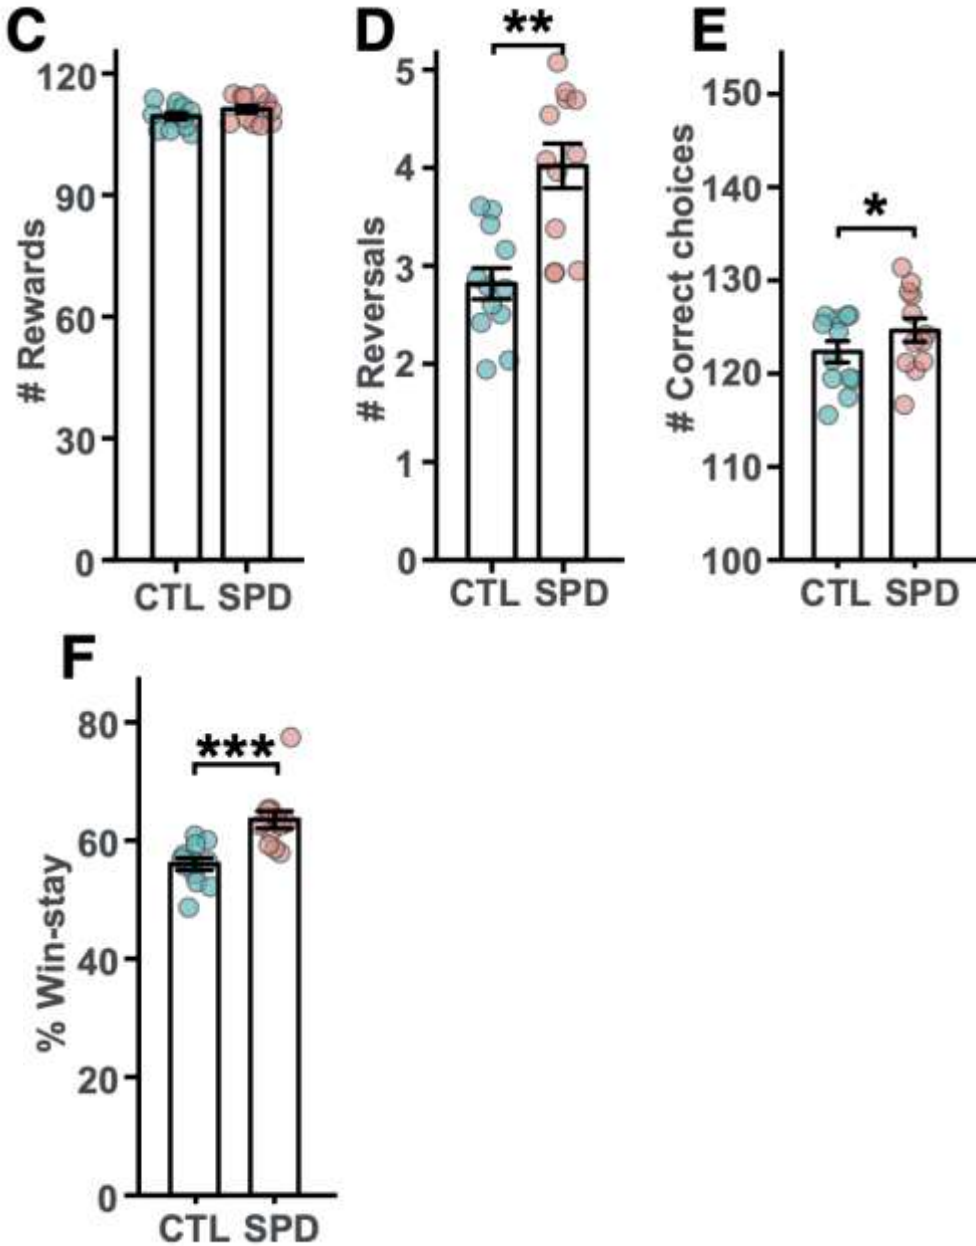 C
# Rewards
120
90
60
30
0
CTL SPD
D
**
# Reversals
5
4
3
2
1
0
CTL SPD
E
*
# Correct choices
150
140
130
120
110
100
CTL SPD
F
***
% Win-stay
80
60
40
20
0
CTL SPD